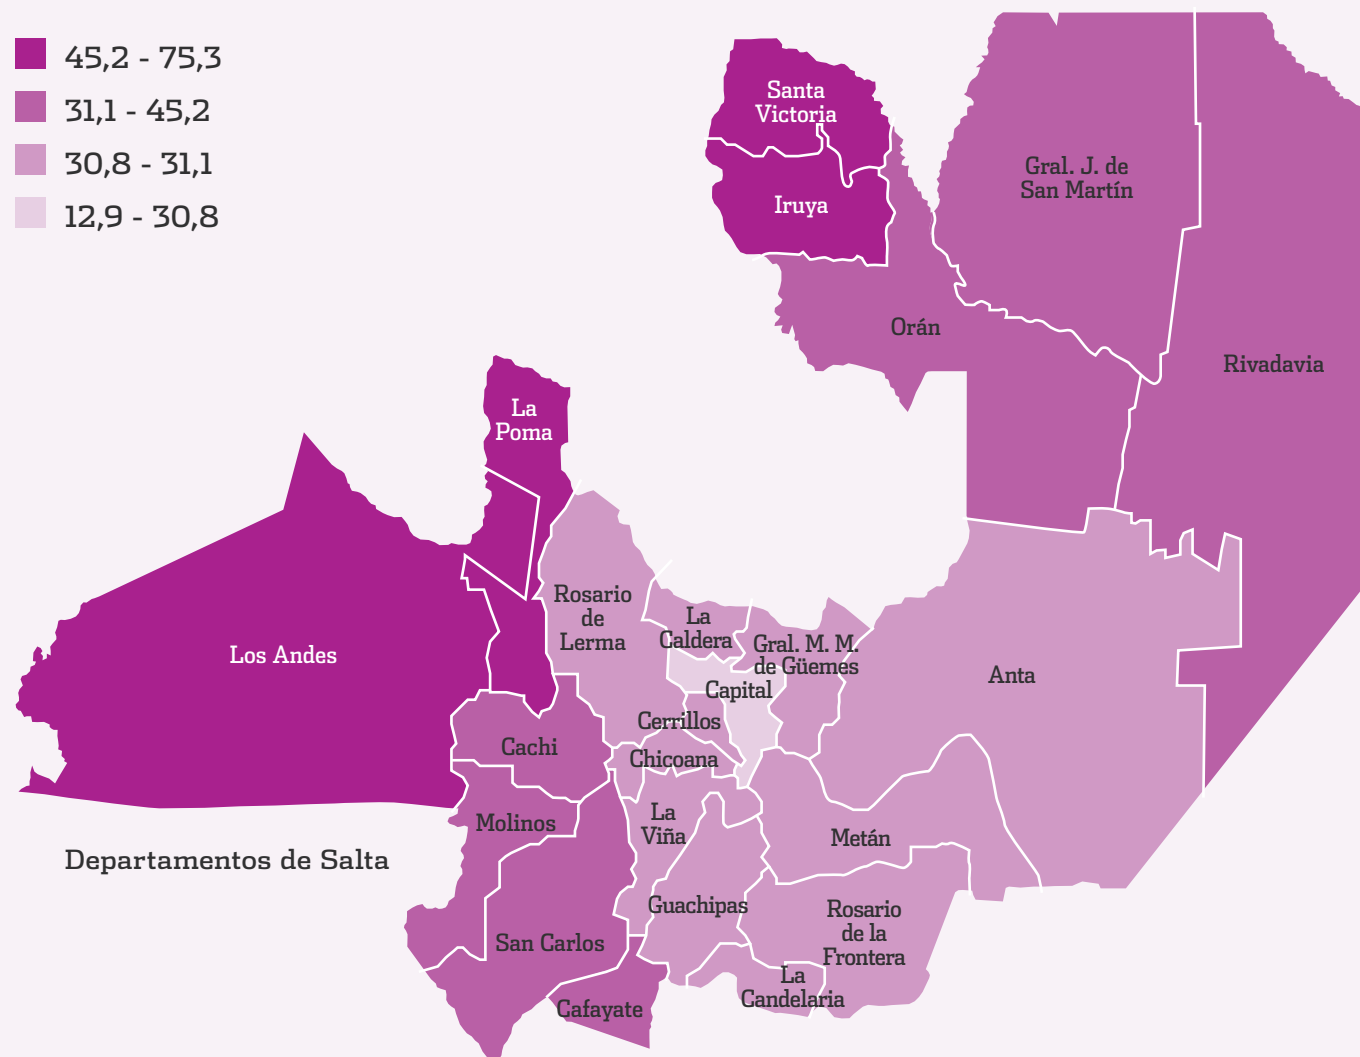 45,2 - 75,3
31,1 - 45,2
30,8 - 31,1
12,9 - 30,8
Santa
Victoria
Iruya
Gral. J. de
San Martín
Orán
Rivadavia
La
Poma
Los Andes
Rosario
de
Lerma
La
Caldera
Gral. M. M.
de Güemes
Capital
Anta
Cerrillos
Cachi
Chicoana
Molinos
La
Viña
Metán
Departamentos de Salta
Guachipas
Rosario
de la
Frontera
San Carlos
La
Candelaria
Cafayate